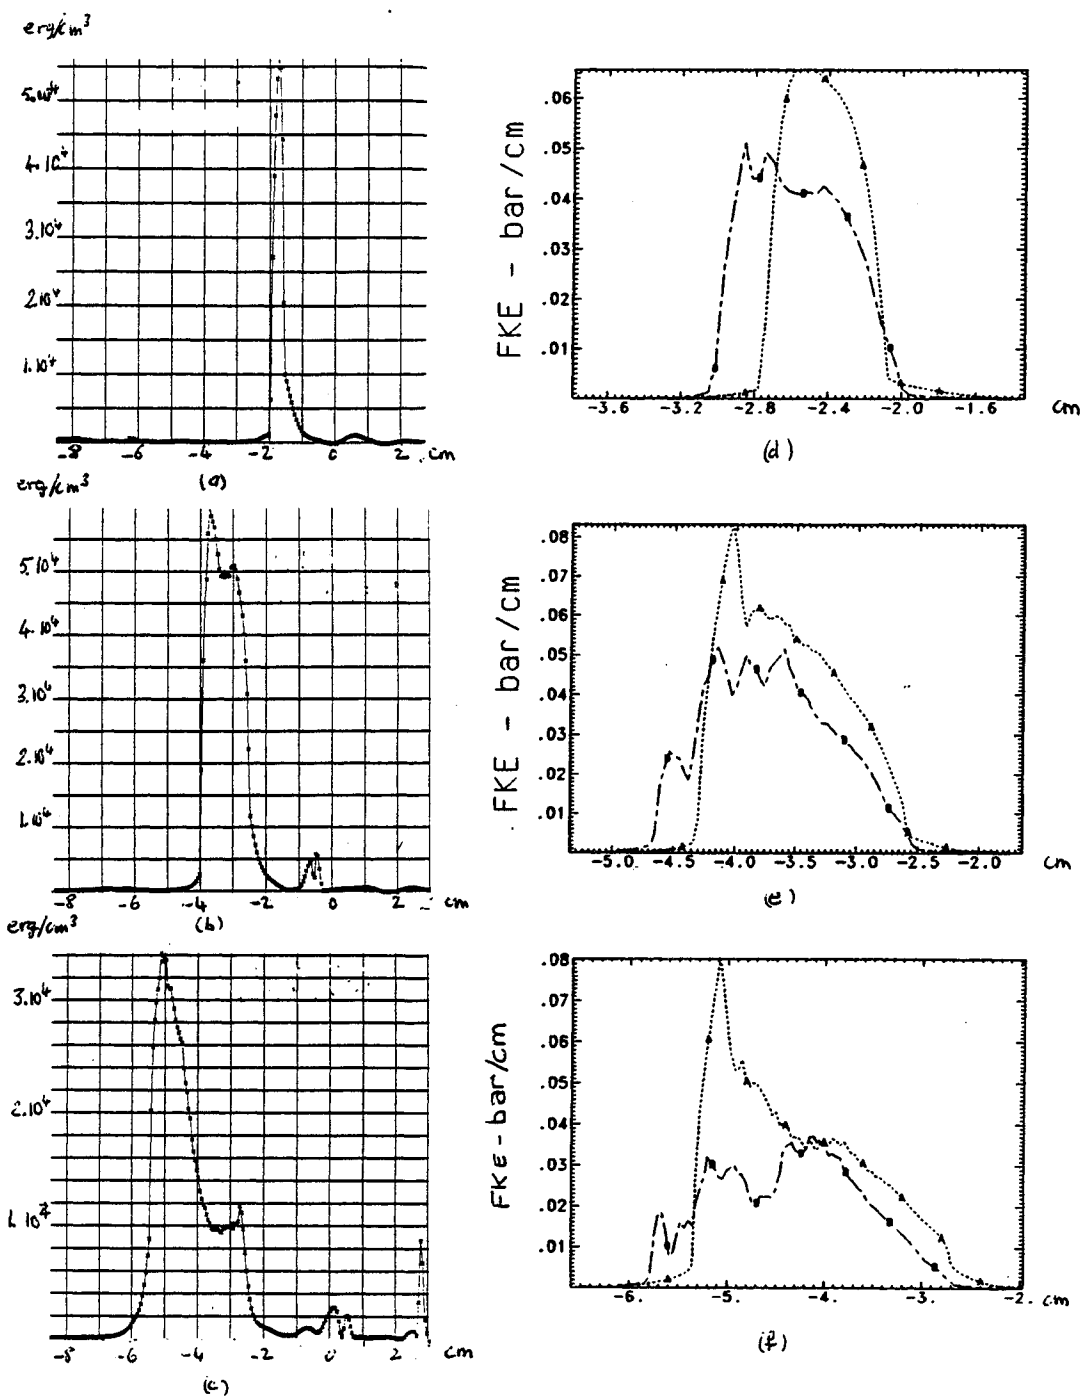 erg/cm³
5.10⁴
4.10⁴
3.10⁴
2.10⁴
1.10⁴
-8 -6 -4 -2 0 2 cm
(a)
FKE - bar/cm
.06
.05
.04
.03
.02
.01
-3.6 -3.2 -2.8 -2.4 -2.0 -1.6 cm
(d)
erg/cm³
5.10⁴
4.10⁴
3.10⁴
2.10⁴
1.10⁴
-8 -6 -4 -2 0 2 cm
(b)
FKE - bar/cm
.08
.07
.06
.05
.04
.03
.02
.01
-5.0 -4.5 -4.0 -3.5 -3.0 -2.5 -2.0 cm
(e)
erg/cm³
3.10⁴
2.10⁴
1.10⁴
-8 -6 -4 -2 0 2 cm
(c)
FKE-bar/cm
.08
.07
.06
.05
.04
.03
.02
.01
-6. -5. -4. -3. -2. cm
(f)